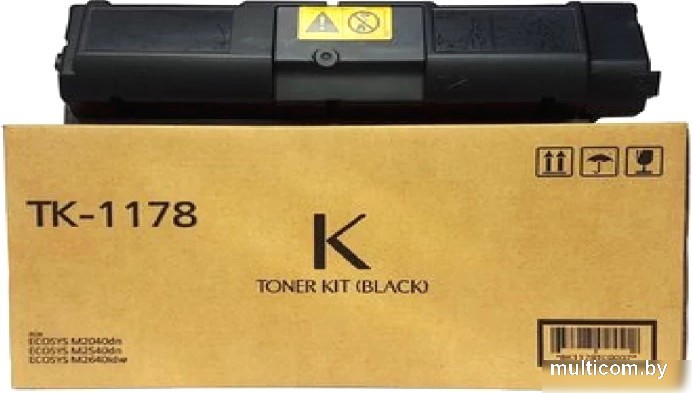 TK-1178
K
TONER KIT (BLACK)
ECOSYS M2040dn
ECOSYS M2540dn
ECOSYS M2640idw
multicom.by